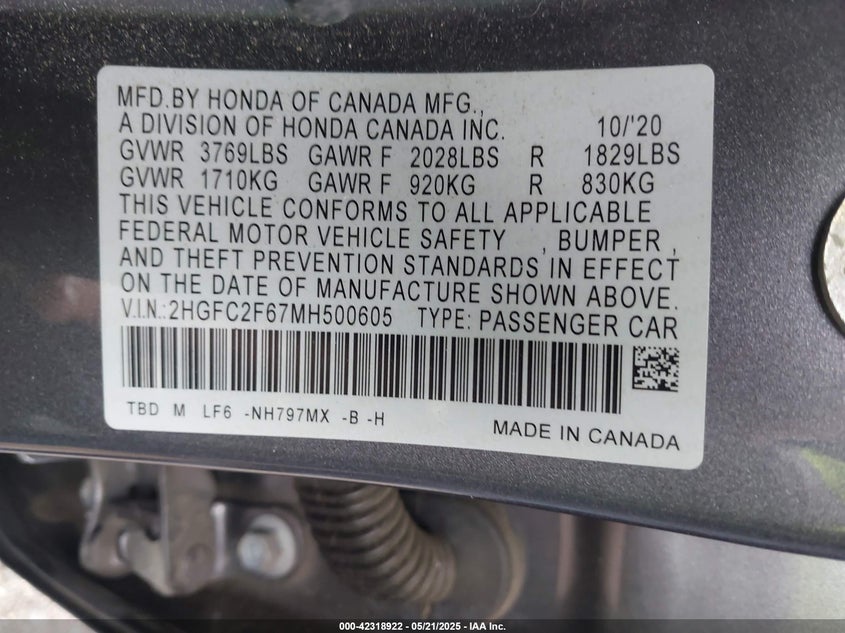 MFD.BY HONDA OF CANADA MFG.,
A DIVISION OF HONDA CANADA INC. 10/'20
GVWR 3769LBS GAWR F 2028LBS R 1829LBS
GVWR 1710KG GAWR F 920KG R 830KG
THIS VEHICLE CONFORMS TO ALL APPLICABLE
FEDERAL MOTOR VEHICLE SAFETY , BUMPER ,
AND THEFT PREVENTION STANDARDS IN EFFECT
ON THE DATE OF MANUFACTURE SHOWN ABOVE.
V.I.N.:2HGFC2F67MH500605 TYPE: PASSENGER CAR
TBD M LF6 -NH797MX -B -H
MADE IN CANADA
000-42318922 — 05/21/2025 — IAA Inc.